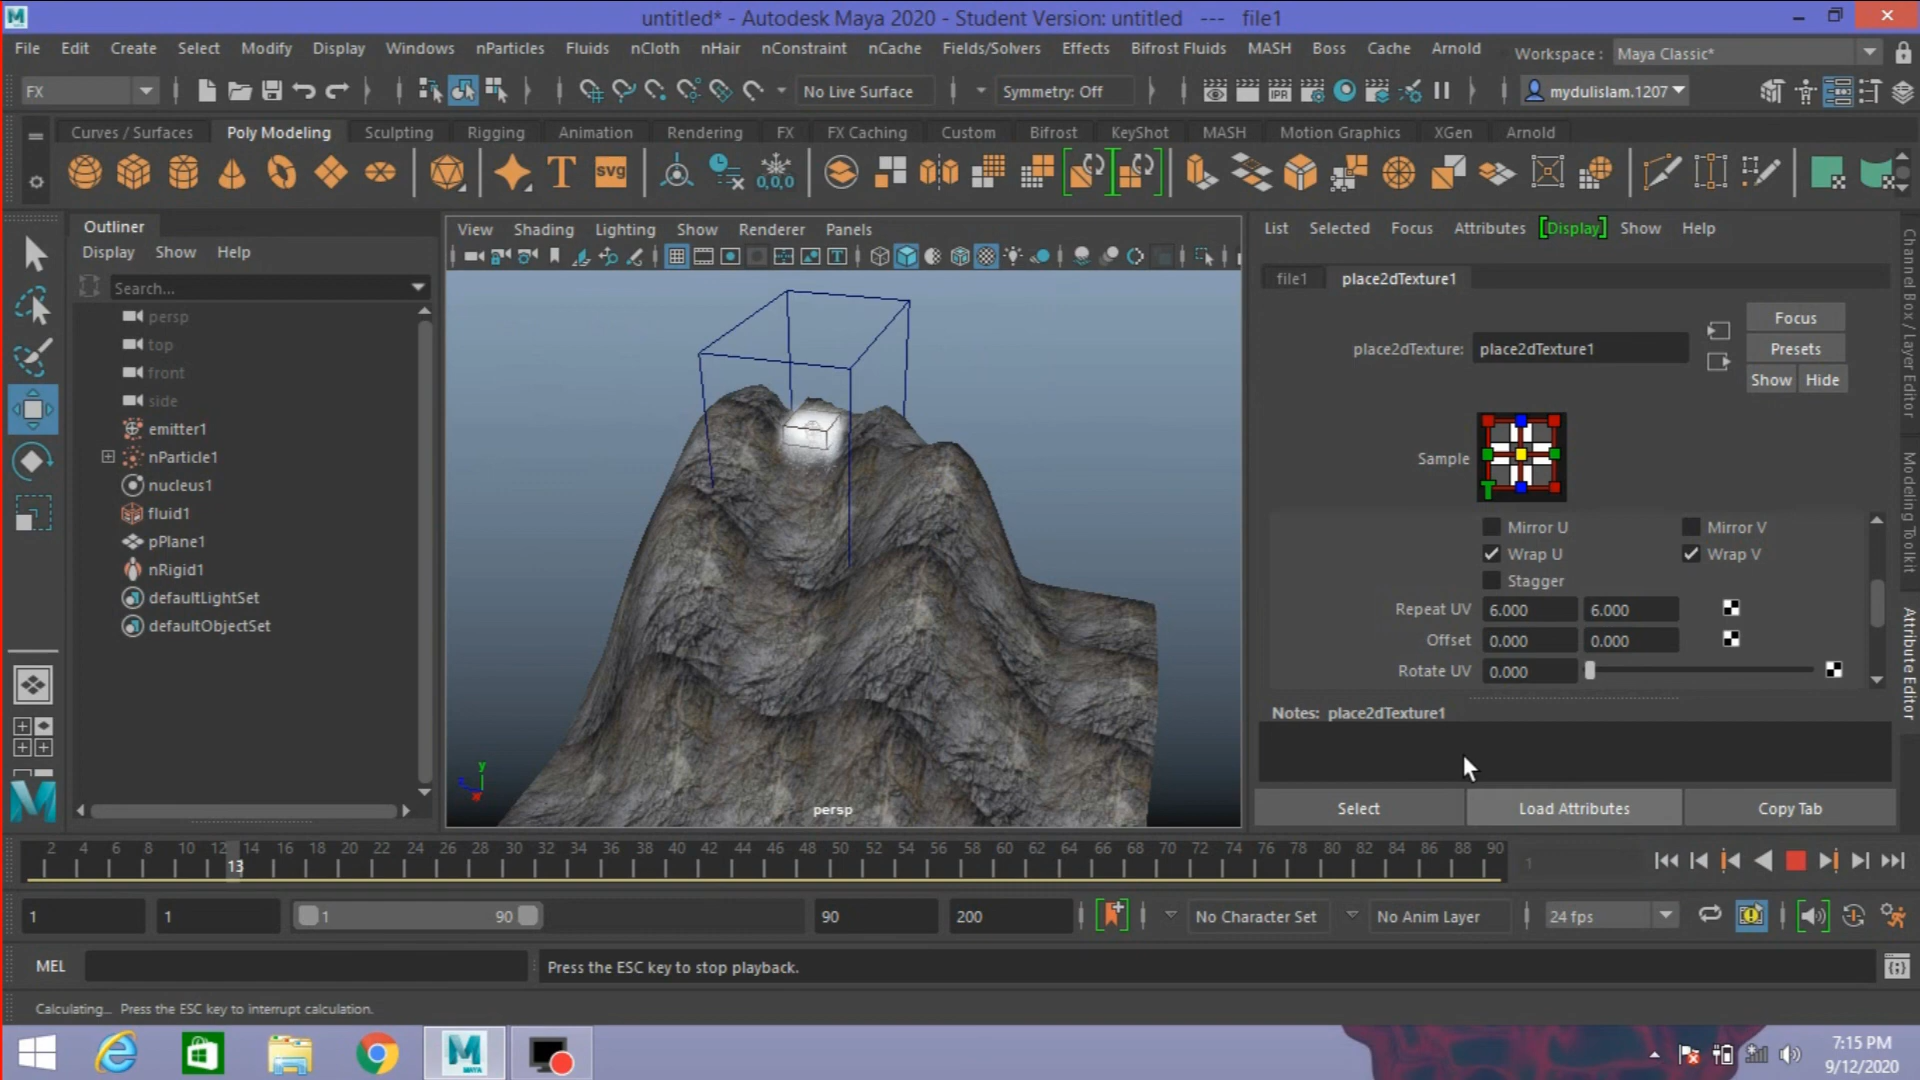 untitled* - Autodesk Maya 2020 - Student Version: untitled --- file1
File Edit Create Select Modify Display Windows nParticles Fluids nCloth nHair nConstraint nCache Fields/Solvers Effects Bifrost Fluids MASH Boss Cache Arnold Workspace : Maya Classic*
FX No Live Surface Symmetry: Off IPR mydulislam.1207
Curves / Surfaces Poly Modeling Sculpting Rigging Animation Rendering FX FX Caching Custom Bifrost KeyShot MASH Motion Graphics XGen Arnold
T SVG 0,0,0
Outliner
Display Show Help
Search...
persp
top
front
side
emitter1
nParticle1
nucleus1
fluid1
pPlane1
nRigid1
defaultLightSet
defaultObjectSet
View Shading Lighting Show Renderer Panels
y
persp
List Selected Focus Attributes Display Show Help
file1 place2dTexture1
place2dTexture: place2dTexture1
Focus
Presets
Show Hide
Sample
Mirror U Mirror V
Wrap U Wrap V
Stagger
Repeat UV 6.000 6.000
Offset 0.000 0.000
Rotate UV 0.000
Notes: place2dTexture1
Select Load Attributes Copy Tab
Channel Box / Layer Editor
Modeling Toolkit
Attribute Editor
2 4 6 8 10 12 14 16 18 20 22 24 26 28 30 32 34 36 38 40 42 44 46 48 50 52 54 56 58 60 62 64 66 68 70 72 74 76 78 80 82 84 86 88 90
13
1
1 1 1 90 90 200 No Character Set No Anim Layer 24 fps
MEL Press the ESC key to stop playback.
Calculating... Press the ESC key to interrupt calculation.
MAYA
7:15 PM
9/12/2020